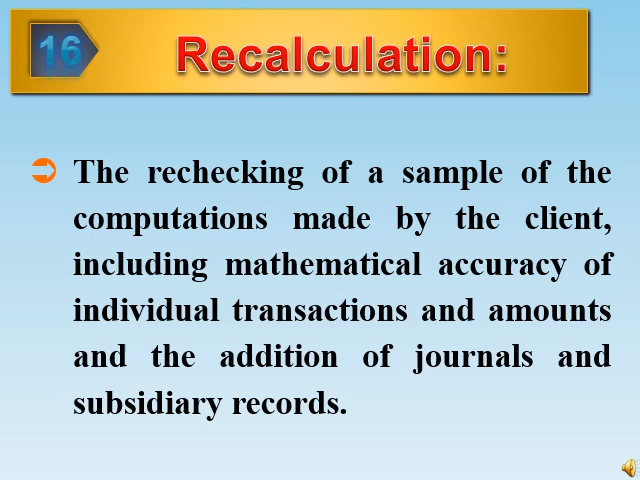 16
Recalculation:
The rechecking of a sample of the
computations made by the client,
including mathematical accuracy of
individual transactions and amounts
and the addition of journals and
subsidiary records.